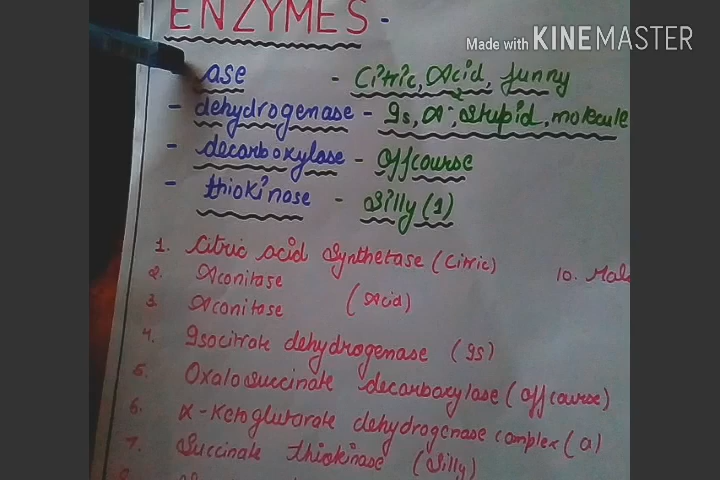 ENZYMES -
Made with KINEMASTER
ase - Citric, Acid, funny
- dehydrogenase - Is, A, stupid, molecule
- decarboxylase - offcourse
- thiokinase - silly (1)
1. Citric acid synthetase (Citric)
2. Aconitase
3. Aconitase (Acid)
10. Mala
4. Isocitrate dehydrogenase (Is)
5. Oxalosuccinate decarboxylase (offcourse)
6. α-Ketoglutarate dehydrogenase complex (a)
7. Succinate thiokinase (silly)